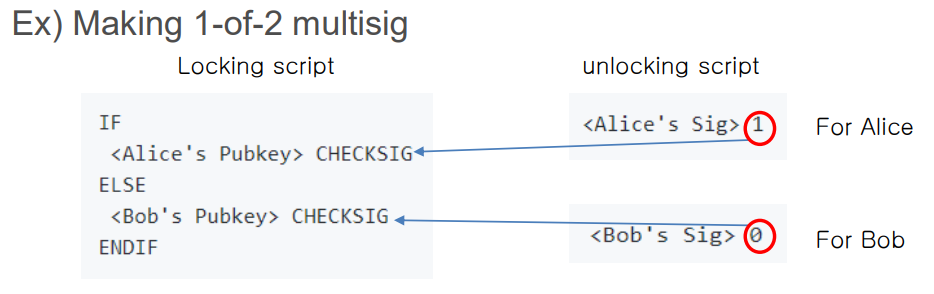 Ex) Making 1-of-2 multisig
Locking script
unlocking script
IF
<Alice's Pubkey> CHECKSIG
ELSE
<Bob's Pubkey> CHECKSIG
ENDIF
<Alice's Sig> 1
For Alice
<Bob's Sig> 0
For Bob